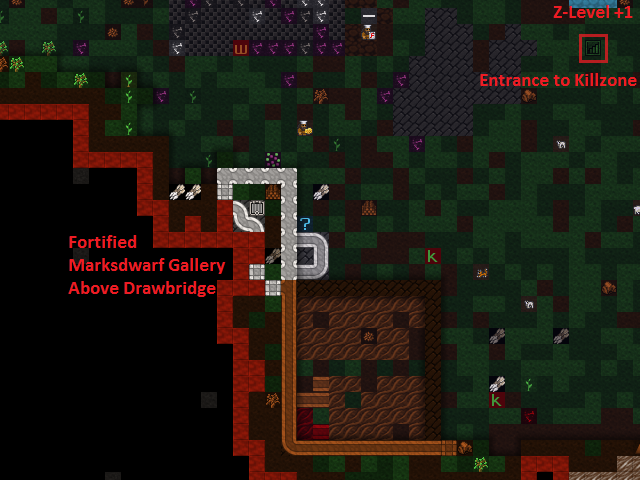 Z-Level +1
Entrance to Killzone
?
Fortified
Marksdwarf Gallery
Above Drawbridge
k
k